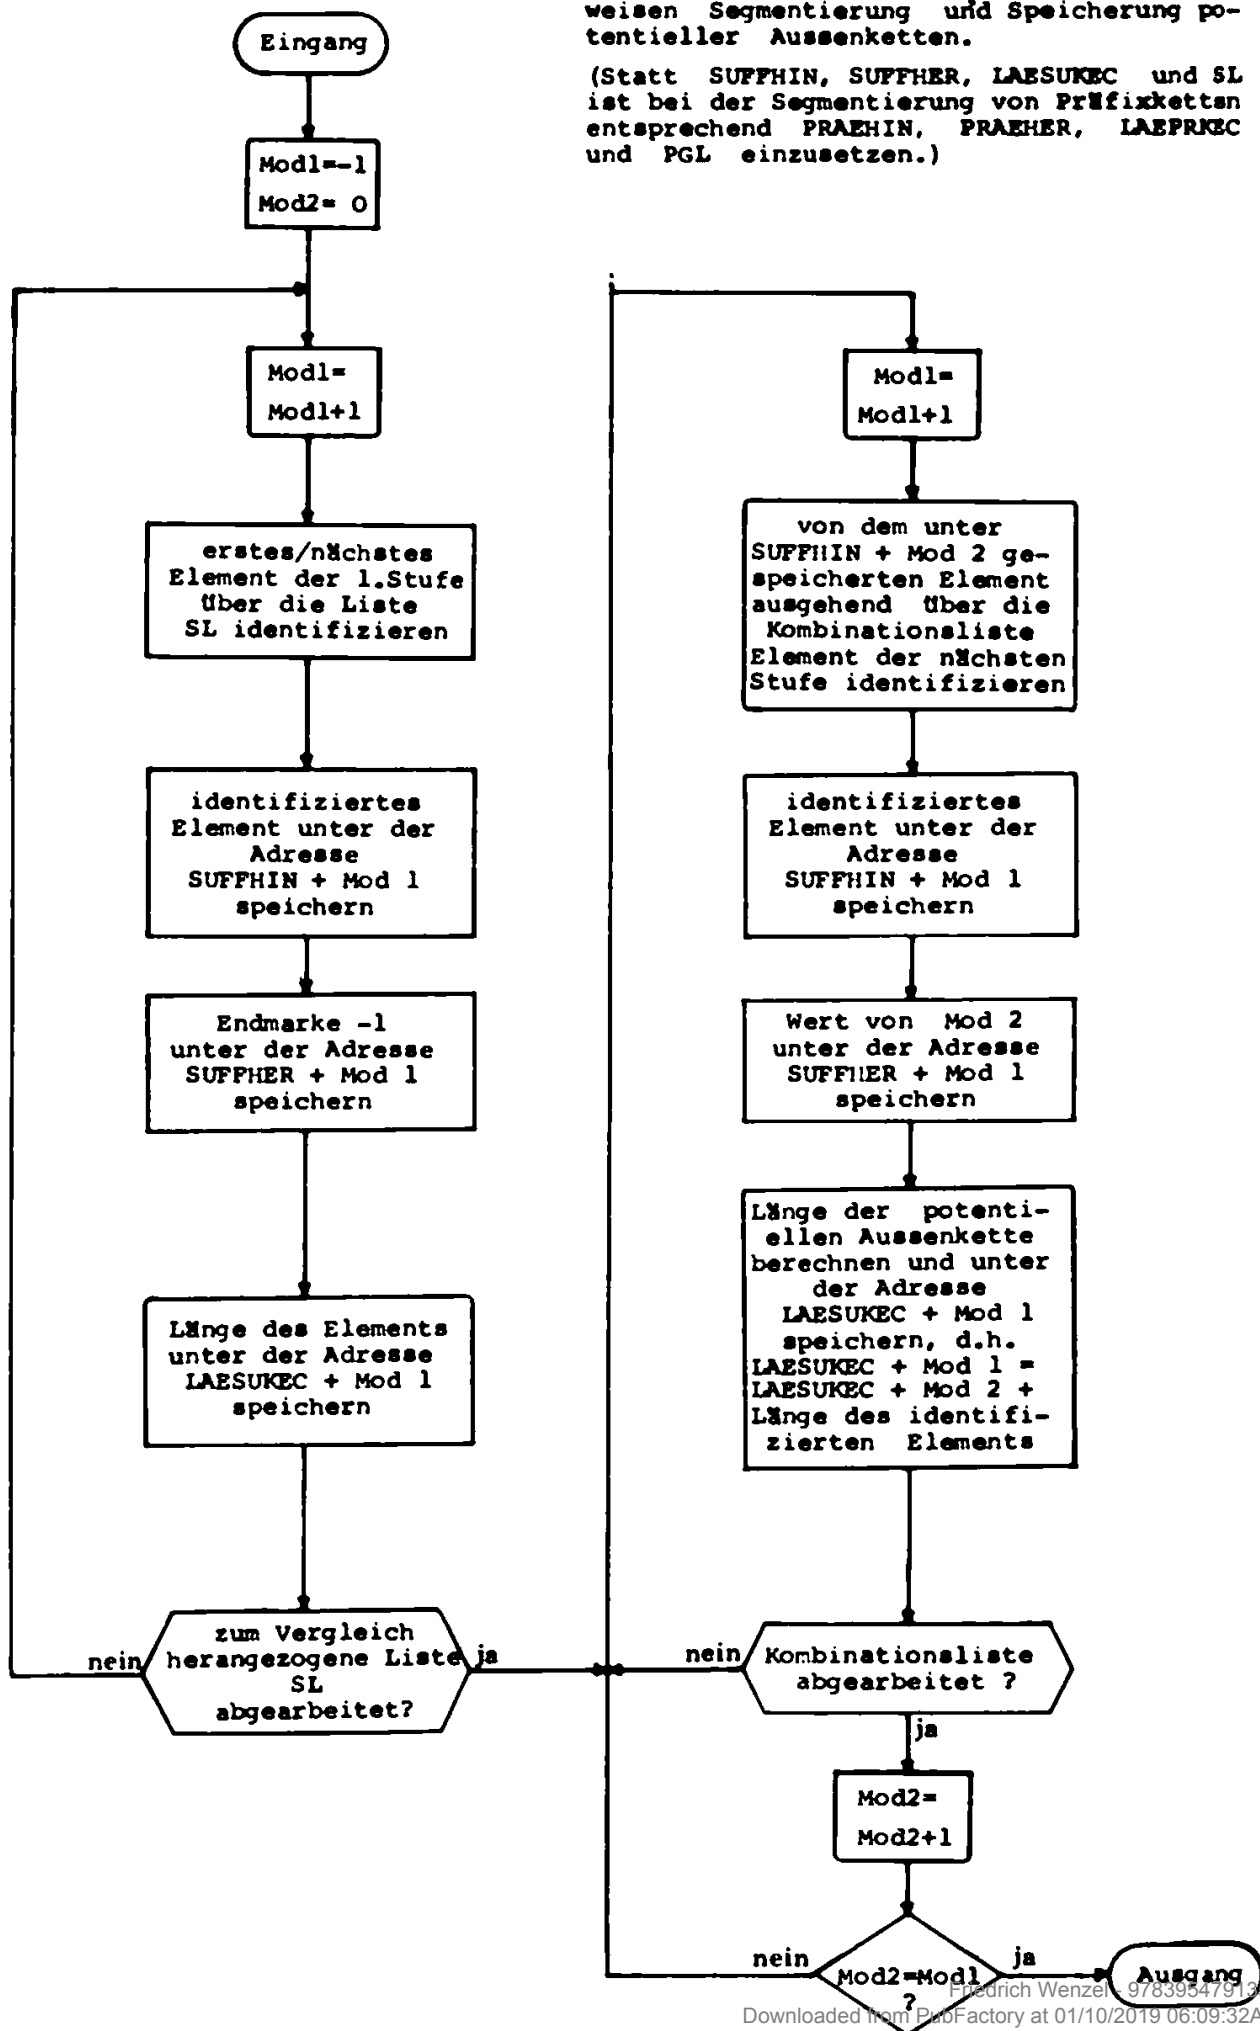 weisen Segmentierung und Speicherung po-
tentieller Aussenketten.
(Statt SUFFHIN, SUFFHER, LAESUKEC und SL
ist bei der Segmentierung von Präfixketten
entsprechend PRAEHIN, PRAEHER, LAEPRKEC
und PGL einzusetzen.)
Eingang
Mod1=-1
Mod2= 0
Mod1=
Mod1+1
erstes/nächstes
Element der 1.Stufe
über die Liste
SL identifizieren
identifiziertes
Element unter der
Adresse
SUFFHIN + Mod 1
speichern
Endmarke -1
unter der Adresse
SUFFHER + Mod 1
speichern
Länge des Elements
unter der Adresse
LAESUKEC + Mod 1
speichern
zum Vergleich
herangezogene Liste
SL
abgearbeitet?
nein
ja
Mod1=
Mod1+1
von dem unter
SUFFHIN + Mod 2 ge-
speicherten Element
ausgehend über die
Kombinationsliste
Element der nächsten
Stufe identifizieren
identifiziertes
Element unter der
Adresse
SUFFHIN + Mod 1
speichern
Wert von Mod 2
unter der Adresse
SUFFHER + Mod 1
speichern
Länge der potenti-
ellen Aussenkette
berechnen und unter
der Adresse
LAESUKEC + Mod 1
speichern, d.h.
LAESUKEC + Mod 1 =
LAESUKEC + Mod 2 +
Länge des identifi-
zierten Elements
nein
Kombinationsliste
abgearbeitet ?
ja
Mod2=
Mod2+1
nein
Mod2=Mod1
?
ja
Ausgang
Friedrich Wenzel - 97839547913
Downloaded from PubFactory at 01/10/2019 06:09:32A